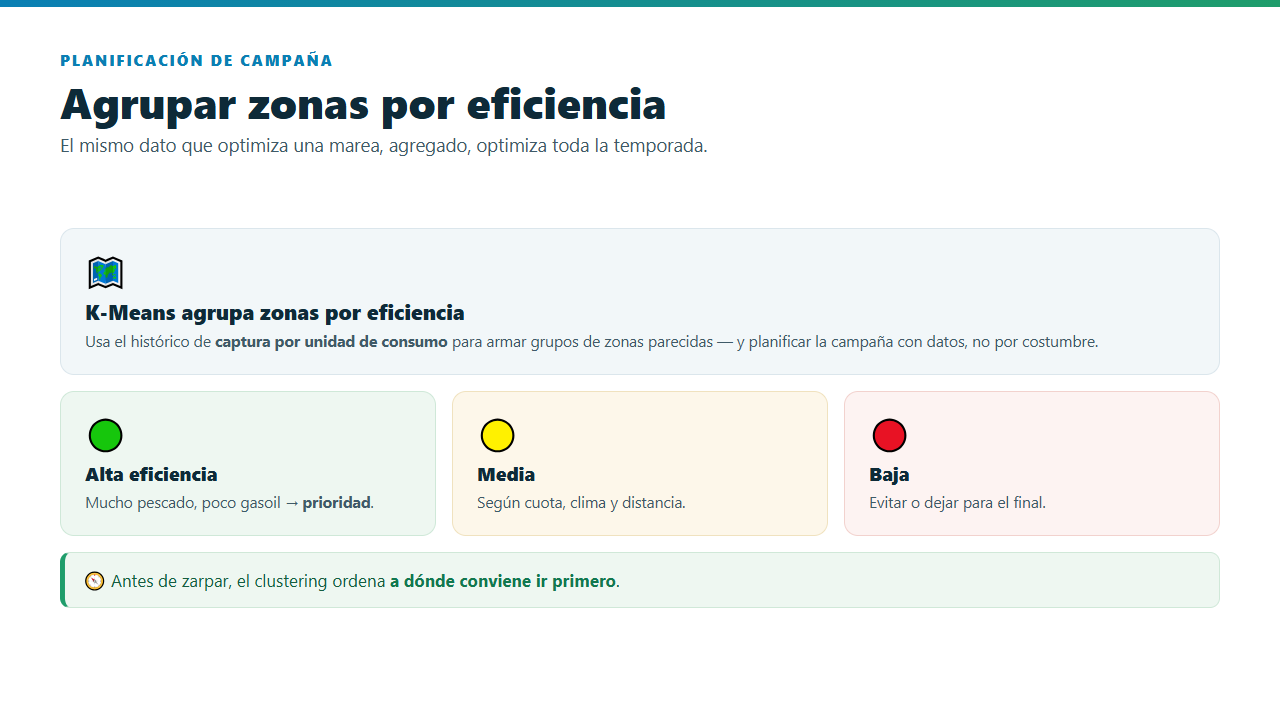 PLANIFICACIÓN DE CAMPAÑA
Agrupar zonas por eficiencia
El mismo dato que optimiza una marea, agregado, optimiza toda la temporada.
K-Means agrupa zonas por eficiencia
Usa el histórico de captura por unidad de consumo para armar grupos de zonas parecidas — y planificar la campaña con datos, no por costumbre.
Alta eficiencia
Mucho pescado, poco gasoil → prioridad.
Media
Según cuota, clima y distancia.
Baja
Evitar o dejar para el final.
Antes de zarpar, el clustering ordena a dónde conviene ir primero.